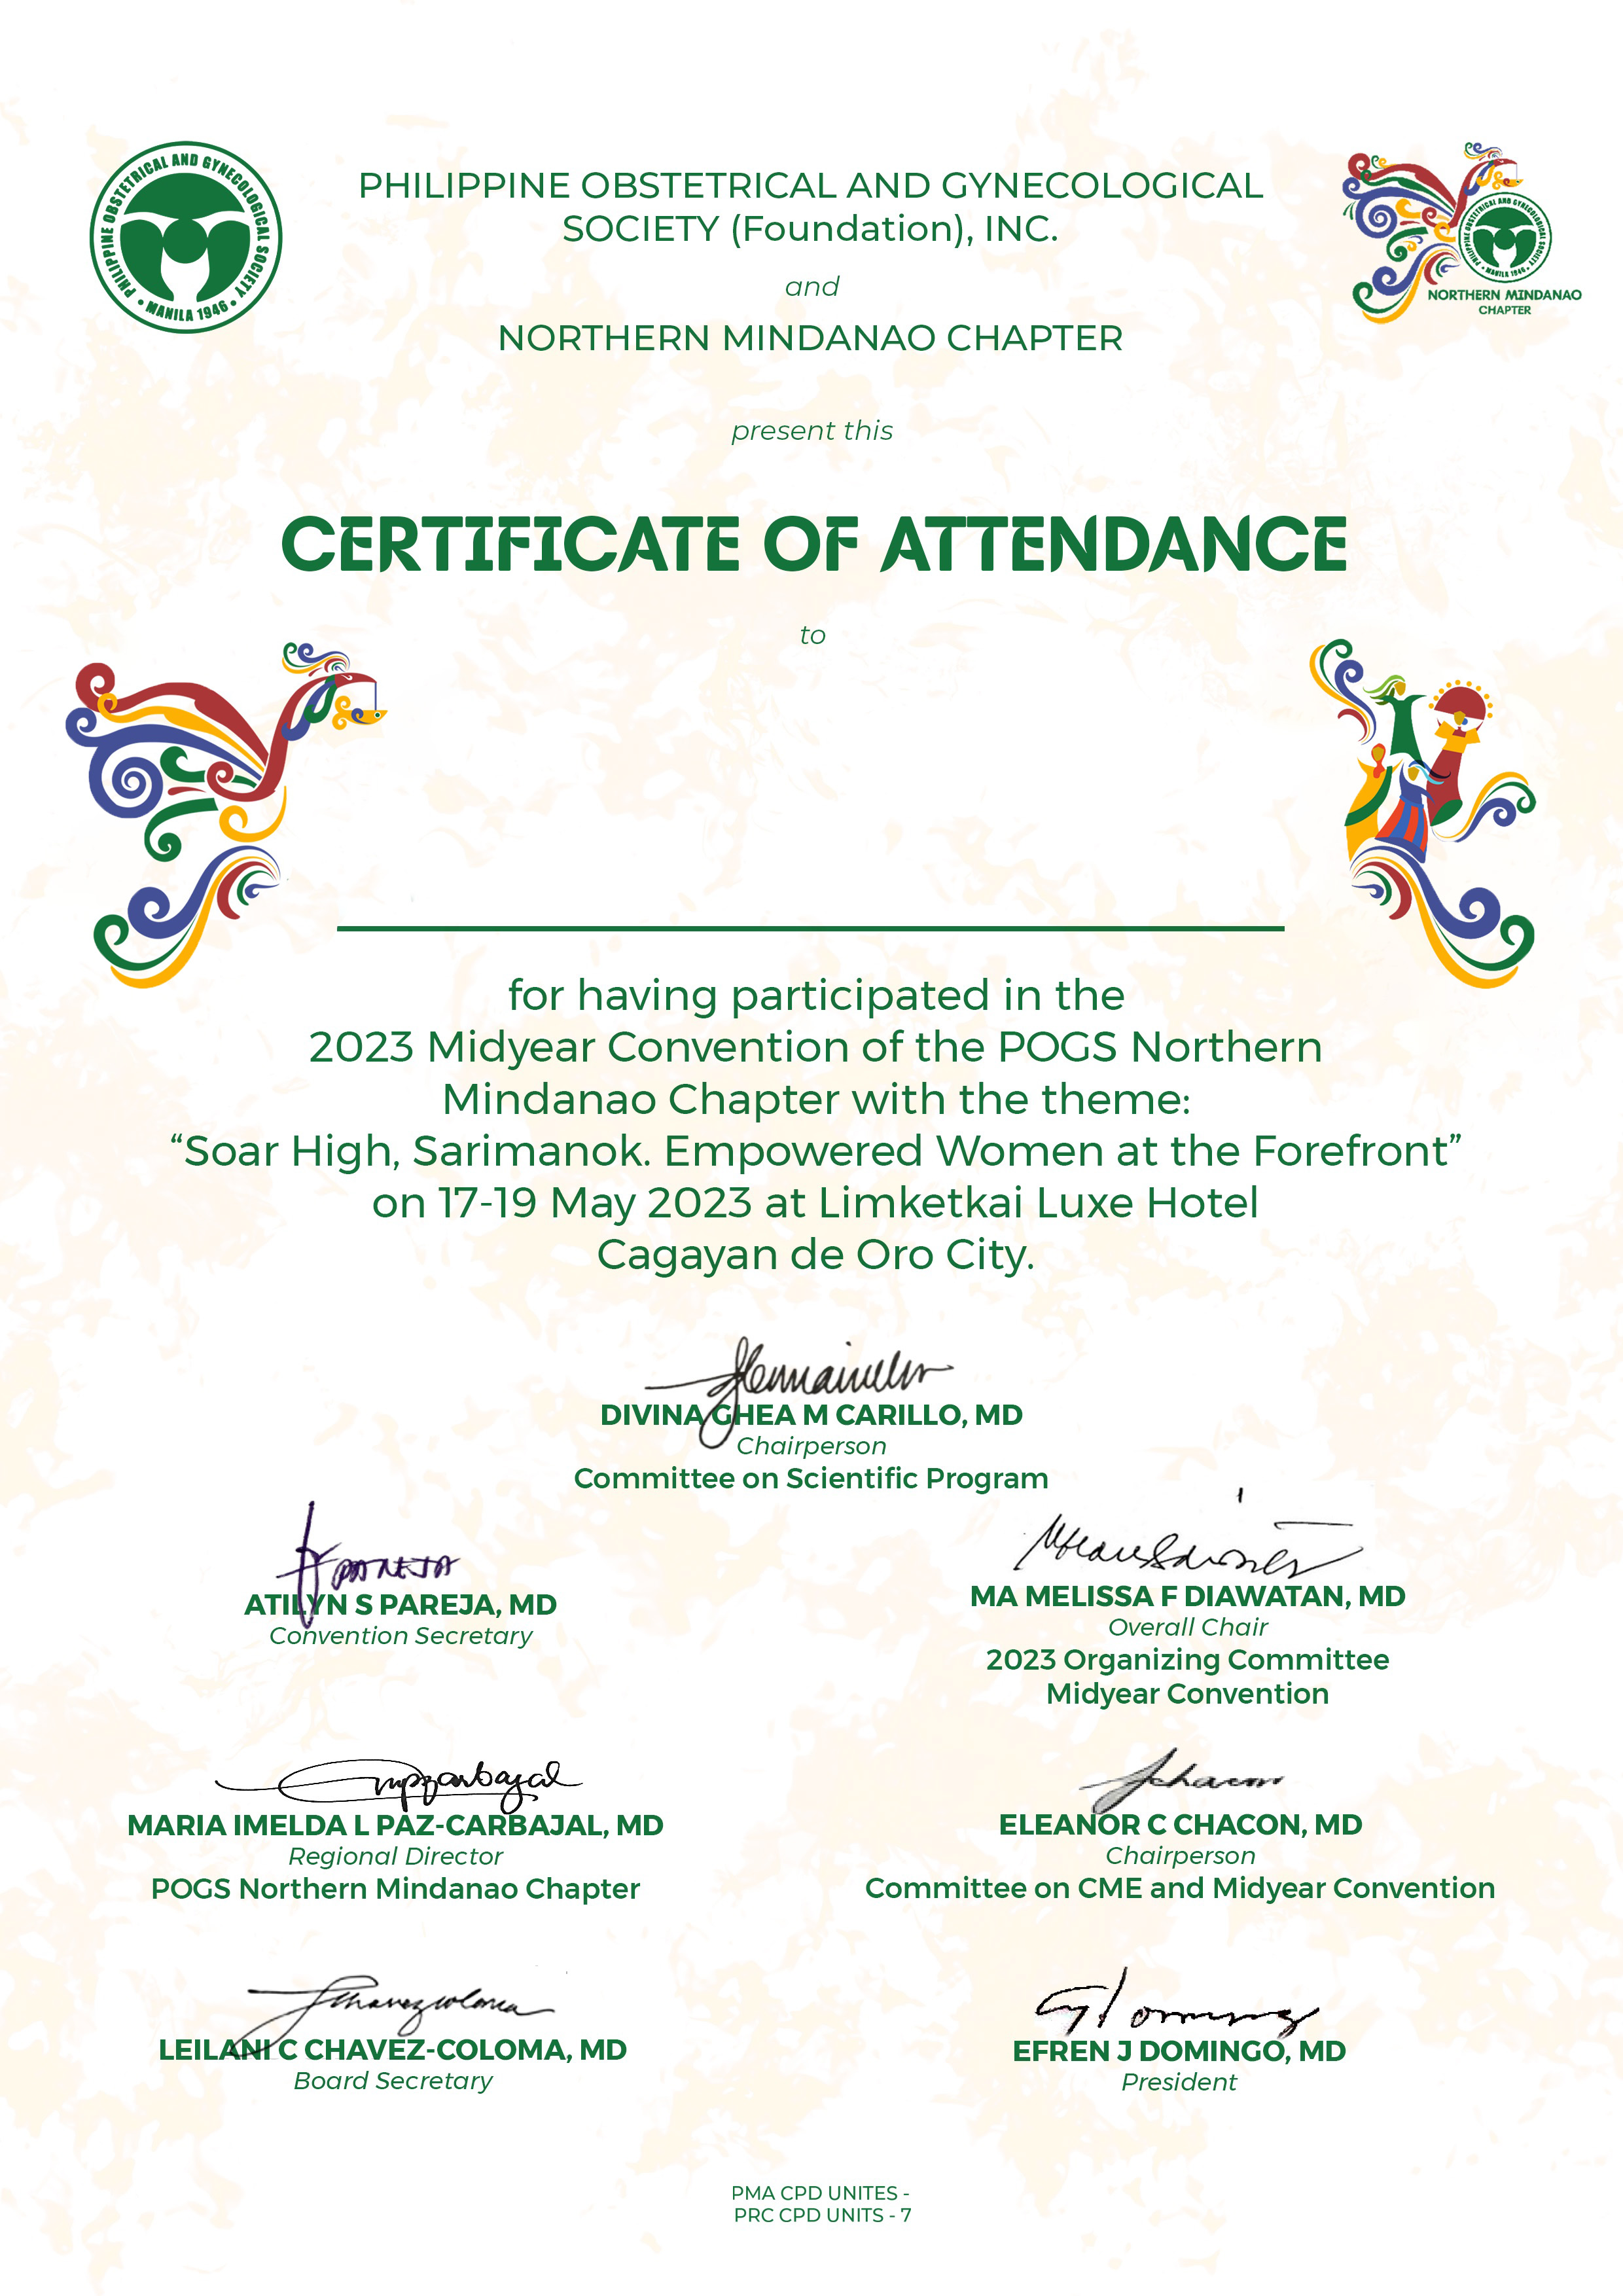 PHILIPPINE OBSTETRICAL AND GYNECOLOGICAL SOCIETY
• MANILA 1946 •
PHILIPPINE OBSTETRICAL AND GYNECOLOGICAL
SOCIETY (Foundation), INC.
and
NORTHERN MINDANAO CHAPTER
PHILIPPINE OBSTETRICAL AND GYNECOLOGICAL SOCIETY
• MANILA 1946 •
NORTHERN MINDANAO
CHAPTER
present this
CERTIFICATE OF ATTENDANCE
to
for having participated in the
2023 Midyear Convention of the POGS Northern
Mindanao Chapter with the theme:
“Soar High, Sarimanok. Empowered Women at the Forefront”
on 17-19 May 2023 at Limketkai Luxe Hotel
Cagayan de Oro City.
DIVINA GHEA M CARILLO, MD
Chairperson
Committee on Scientific Program
PAREJA
ATILYN S PAREJA, MD
Convention Secretary
MA MELISSA F DIAWATAN, MD
Overall Chair
2023 Organizing Committee
Midyear Convention
MARIA IMELDA L PAZ-CARBAJAL, MD
Regional Director
POGS Northern Mindanao Chapter
ELEANOR C CHACON, MD
Chairperson
Committee on CME and Midyear Convention
LEILANI C CHAVEZ-COLOMA, MD
Board Secretary
EFREN J DOMINGO, MD
President
PMA CPD UNITES -
PRC CPD UNITS - 7